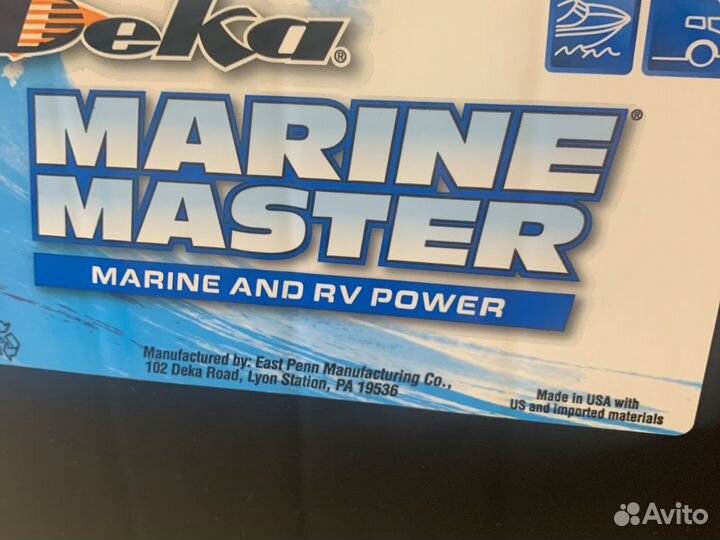 Deka®
MARINE®
MASTER
MARINE AND RV POWER
Manufactured by: East Penn Manufacturing Co.,
102 Deka Road, Lyon Station, PA 19536
Made in USA with
US and imported materials
Avito